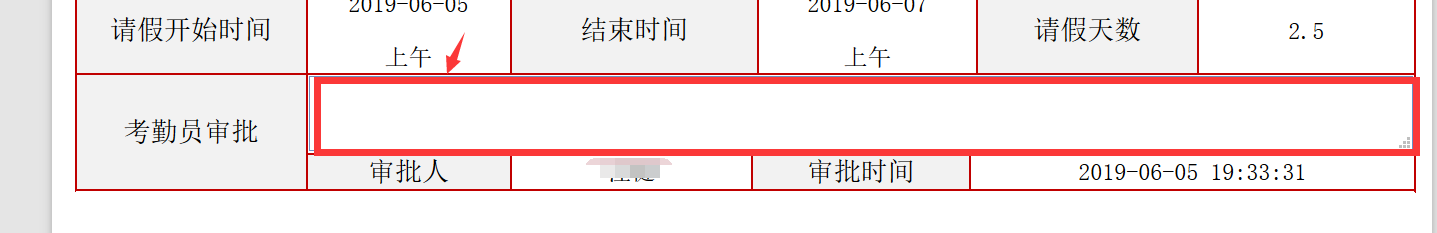 请假开始时间 2019-06-05 上午 结束时间 2019-06-07 上午 请假天数 2.5
考勤员审批
审批人 审批时间 2019-06-05 19:33:31